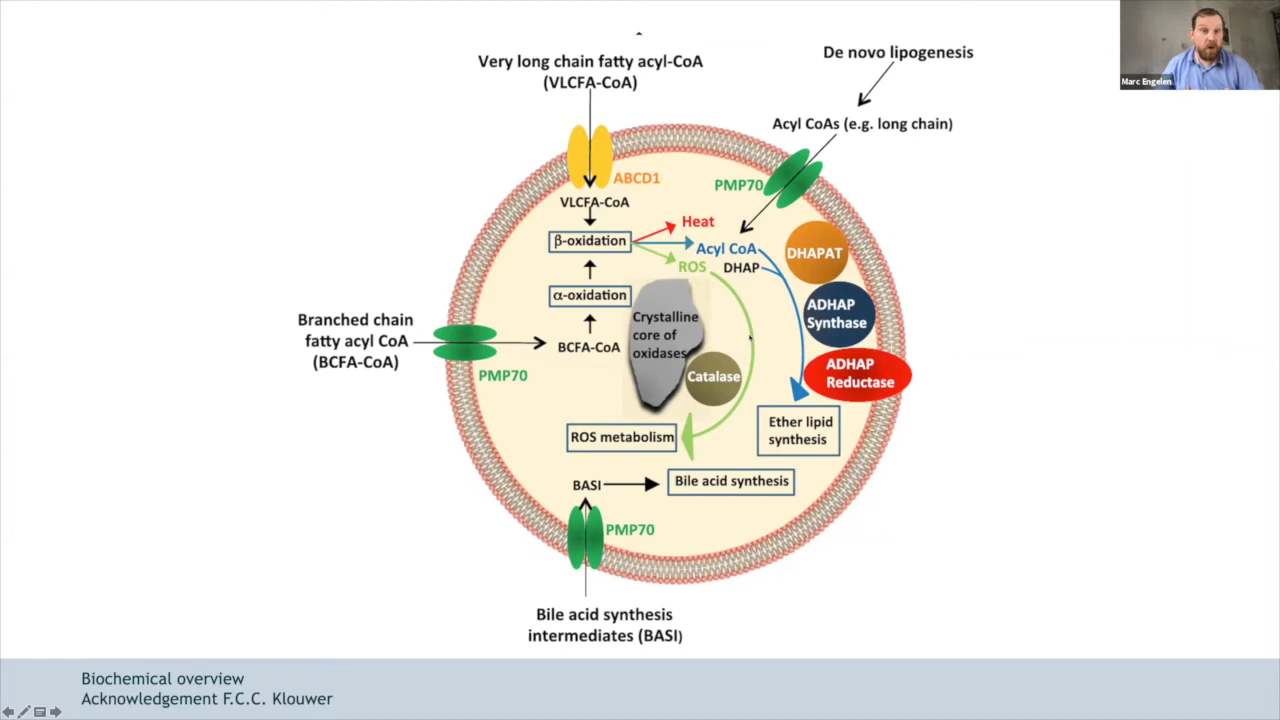 Marc Engelen
Very long chain fatty acyl-CoA
(VLCFA-CoA)
De novo lipogenesis
Acyl CoAs (e.g. long chain)
PMP70
ABCD1
VLCFA-CoA
β-oxidation
Heat
Acyl CoA
ROS
DHAP
DHAPAT
α-oxidation
ADHAP
Synthase
Crystalline
core of
oxidases
Branched chain
fatty acyl CoA
(BCFA-CoA)
BCFA-CoA
PMP70
Catalase
ADHAP
Reductase
ROS metabolism
Ether lipid
synthesis
BASI
Bile acid synthesis
PMP70
Bile acid synthesis
intermediates (BASI)
Biochemical overview
Acknowledgement F.C.C. Klouwer